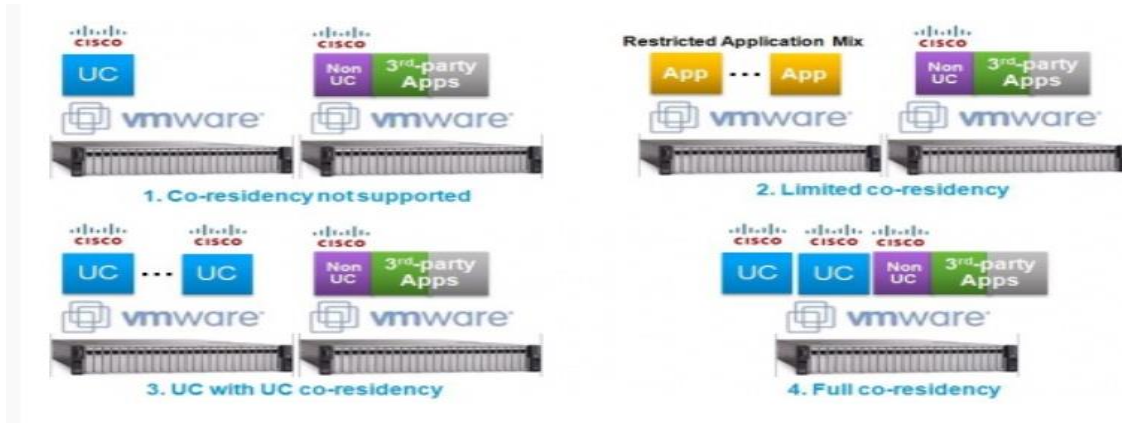 CISCO
CISCO
UC
Non UC
3rd-party Apps
vmware
vmware
1. Co-residency not supported
Restricted Application Mix
CISCO
App ... App
Non UC
3rd-party Apps
vmware
vmware
2. Limited co-residency
CISCO
CISCO
CISCO
UC ... UC
Non UC
3rd-party Apps
vmware
vmware
3. UC with UC co-residency
CISCO
CISCO
CISCO
UC
UC
Non UC
3rd-party Apps
vmware
4. Full co-residency